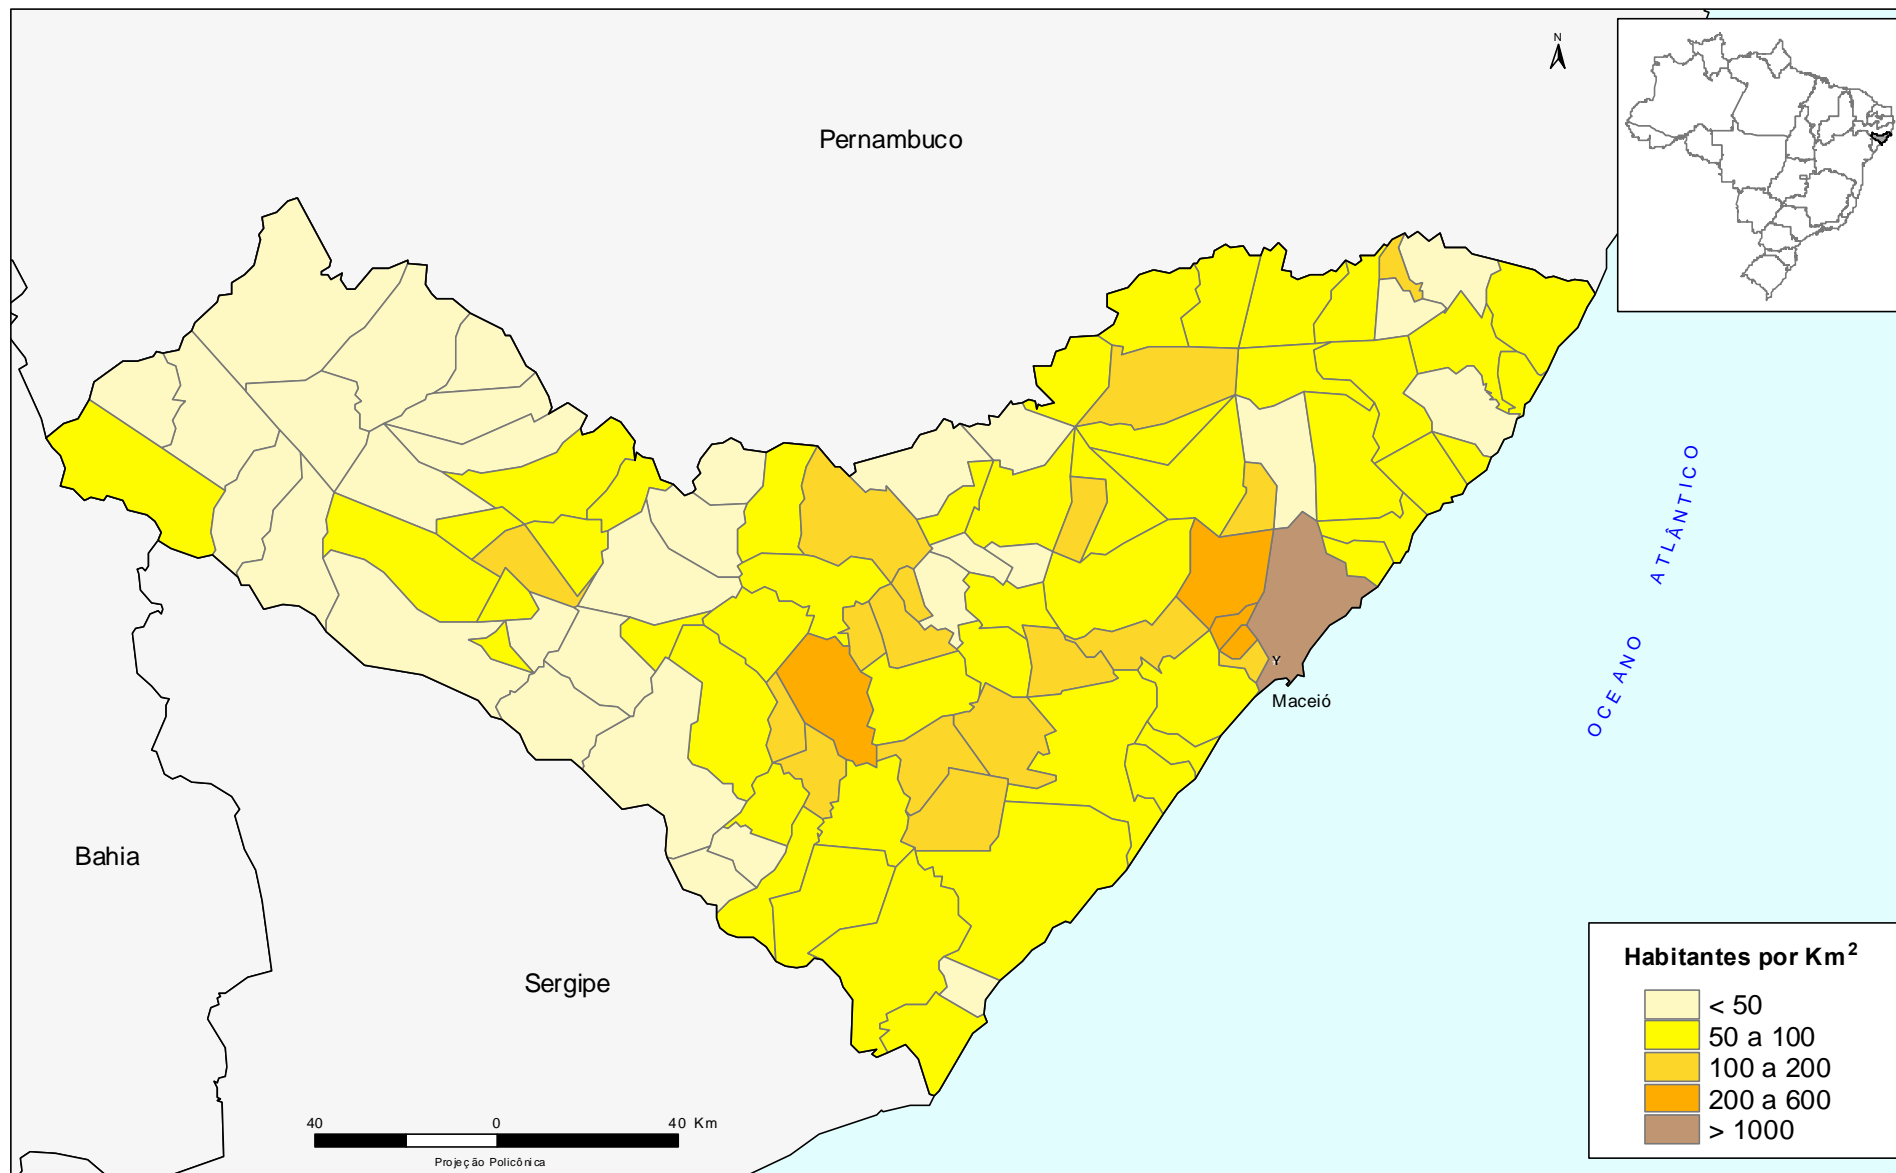 N
Pernambuco
OCEANO ATLÂNTICO
Y
Maceió
Bahia
Sergipe
Habitantes por Km²
< 50
50 a 100
100 a 200
200 a 600
> 1000
40 0 40 Km
Projeção Policônica